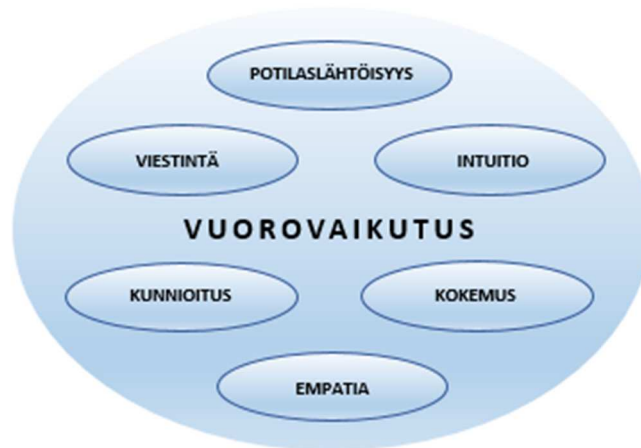 POTILASLÄHTÖISYYS
VIESTINTÄ
INTUITIO
VUOROVAIKUTUS
KUNNIOITUS
KOKEMUS
EMPATIA